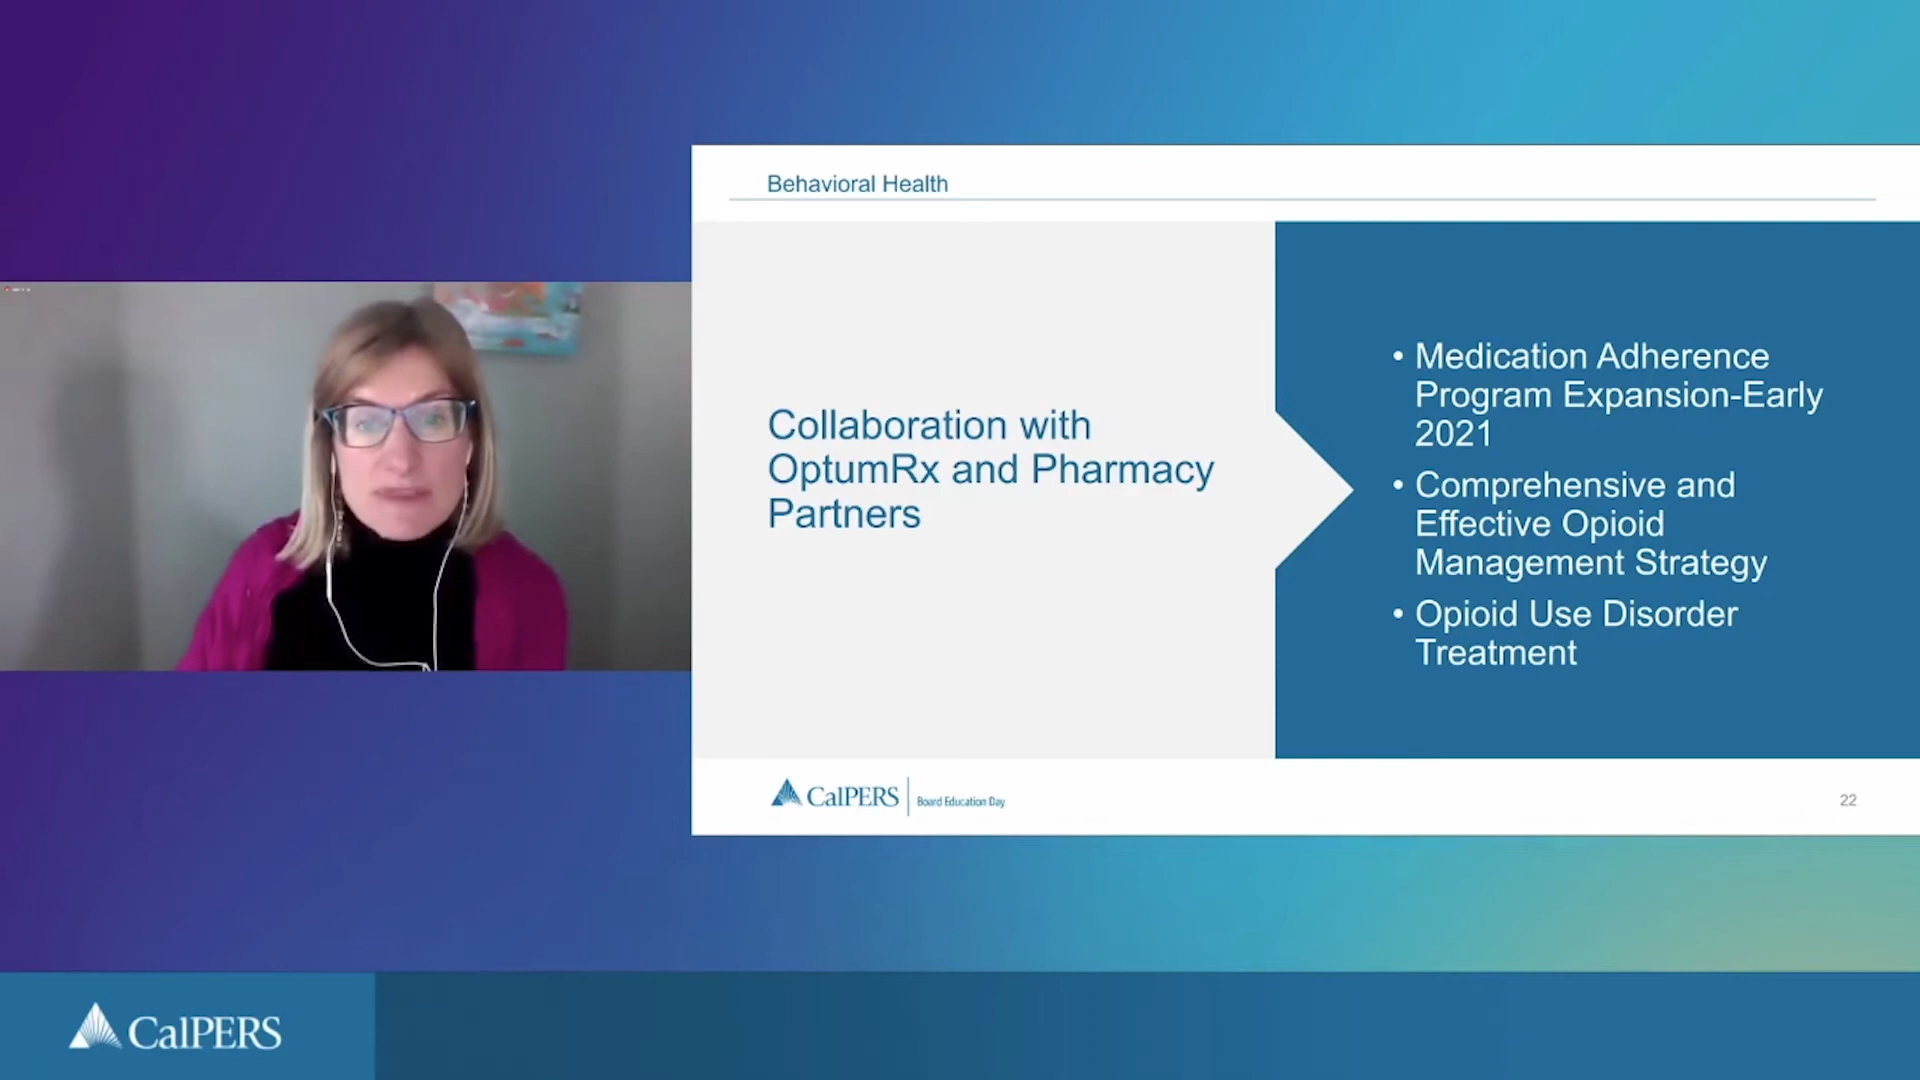 Behavioral Health
Collaboration with
OptumRx and Pharmacy
Partners
• Medication Adherence
Program Expansion-Early
2021
• Comprehensive and
Effective Opioid
Management Strategy
• Opioid Use Disorder
Treatment
CalPERS | Board Education Day
22
CalPERS